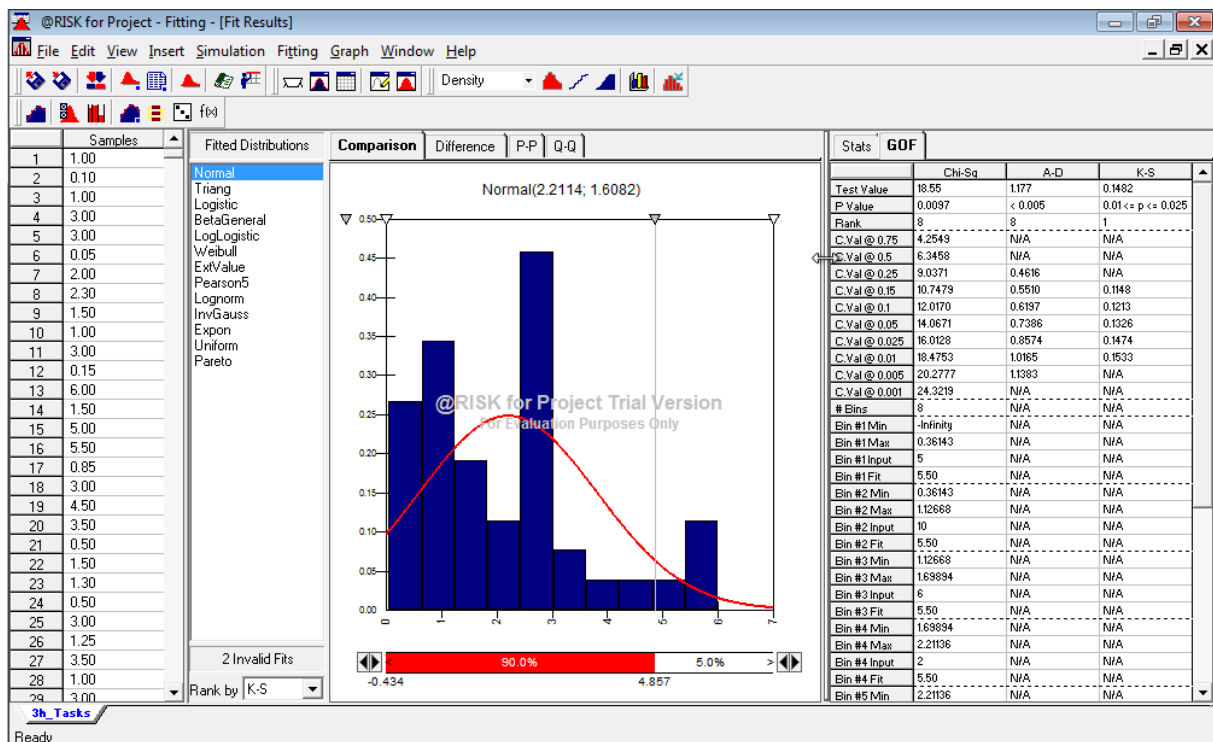 @RISK for Project - Fitting - [Fit Results]
File Edit View Insert Simulation Fitting Graph Window Help
Density
f(x)
Samples
1 1.00
2 0.10
3 1.00
4 3.00
5 3.00
6 0.05
7 2.00
8 2.30
9 1.50
10 1.00
11 3.00
12 0.15
13 6.00
14 1.50
15 5.00
16 5.50
17 0.85
18 3.00
19 4.50
20 3.50
21 0.50
22 1.50
23 1.30
24 0.50
25 3.00
26 1.25
27 3.50
28 1.00
29 3.00
Fitted Distributions
Normal
Triang
Logistic
BetaGeneral
LogLogistic
Weibull
ExtValue
Pearson5
Lognorm
InvGauss
Expon
Uniform
Pareto
2 Invalid Fits
Rank by K-S
Comparison Difference P-P Q-Q
Normal(2.2114; 1.6082)
0.50
0.45
0.40
0.35
0.30
0.25
0.20
0.15
0.10
0.05
0.00
@RISK for Project Trial Version
For Evaluation Purposes Only
0 1 2 3 4 5 6 7
< 90.0% 5.0% >
-0.434 4.857
Stats GOF
Chi-Sq A-D K-S
Test Value 18.55 1.177 0.1482
P Value 0.0097 < 0.005 0.01 <= p <= 0.025
Rank 8 8 1
C.Val @ 0.75 4.2549 N/A N/A
C.Val @ 0.5 6.3458 N/A N/A
C.Val @ 0.25 9.0371 0.4616 N/A
C.Val @ 0.15 10.7479 0.5510 0.1148
C.Val @ 0.1 12.0170 0.6197 0.1213
C.Val @ 0.05 14.0671 0.7386 0.1326
C.Val @ 0.025 16.0128 0.8574 0.1474
C.Val @ 0.01 18.4753 1.0165 0.1533
C.Val @ 0.005 20.2777 1.1383 N/A
C.Val @ 0.001 24.3219 N/A N/A
# Bins 8 N/A N/A
Bin #1 Min -Infinity N/A N/A
Bin #1 Max 0.36143 N/A N/A
Bin #1 Input 5 N/A N/A
Bin #1 Fit 5.50 N/A N/A
Bin #2 Min 0.36143 N/A N/A
Bin #2 Max 1.12668 N/A N/A
Bin #2 Input 10 N/A N/A
Bin #2 Fit 5.50 N/A N/A
Bin #3 Min 1.12668 N/A N/A
Bin #3 Max 1.69894 N/A N/A
Bin #3 Input 6 N/A N/A
Bin #3 Fit 5.50 N/A N/A
Bin #4 Min 1.69894 N/A N/A
Bin #4 Max 2.21136 N/A N/A
Bin #4 Input 2 N/A N/A
Bin #4 Fit 5.50 N/A N/A
Bin #5 Min 2.21136 N/A N/A
3h_Tasks
Ready